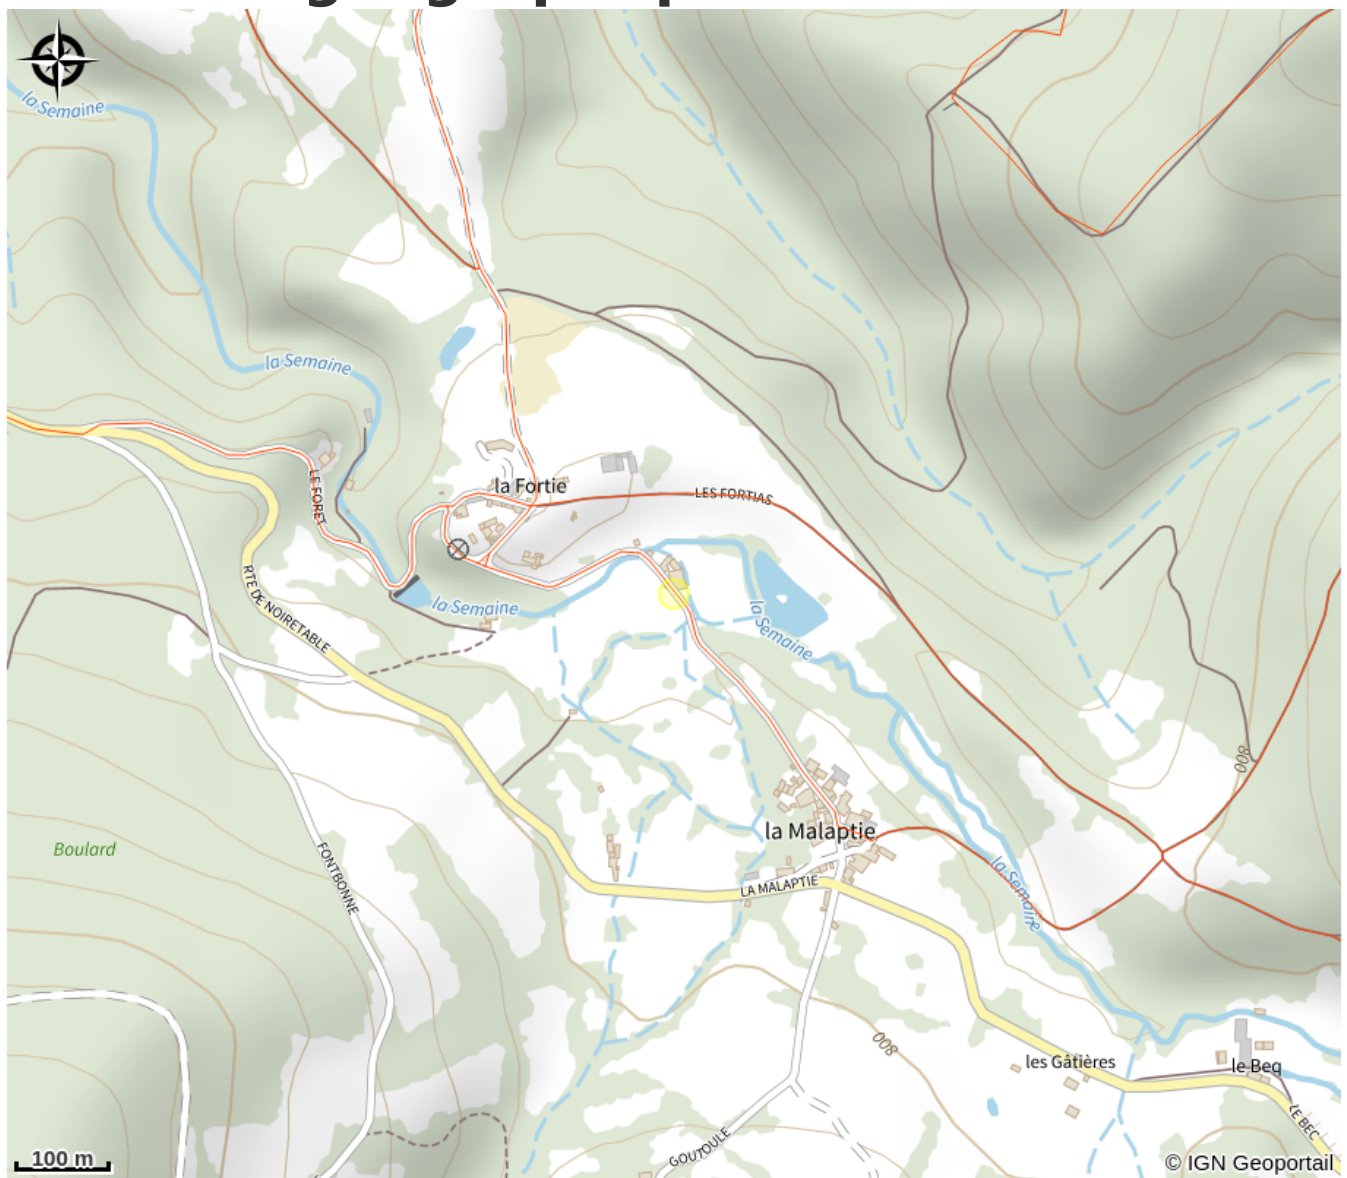 la Semaine
la Semaine
la Fortie
LES FORTIAS
LE FORET
la Semaine
la Semaine
RTE DE NOIRETABLE
800
la Malaptie
Boulard
FONTBONNE
LA MALAPTIE
la Semaine
800
les Gâtières
le Beq
LE BEC
GOUTOULE
100 m
© IGN Geoportail